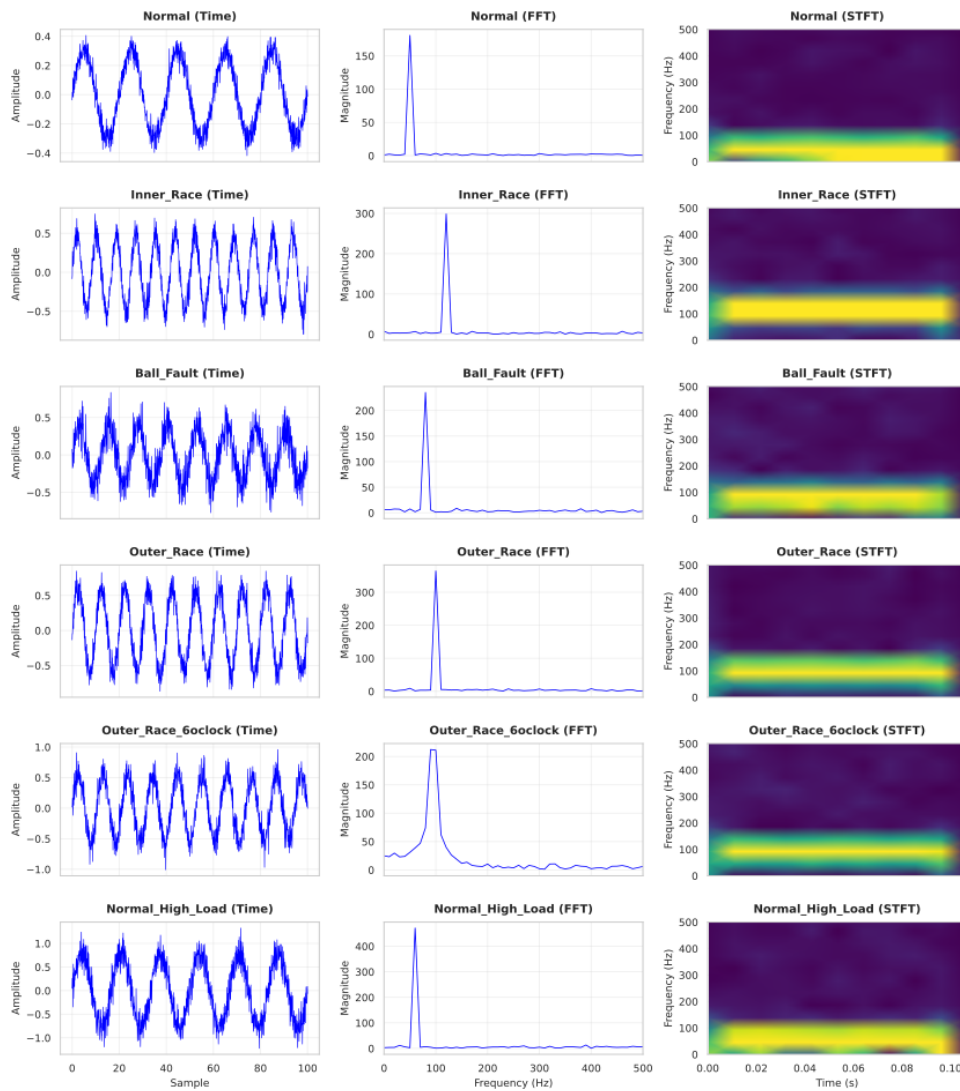 Normal (Time)
Normal (FFT)
Normal (STFT)
Amplitude
0.4
0.2
0.0
−0.2
−0.4
Magnitude
150
100
50
0
Frequency (Hz)
500
400
300
200
100
0
Inner_Race (Time)
Inner_Race (FFT)
Inner_Race (STFT)
Amplitude
0.5
0.0
−0.5
Magnitude
300
200
100
0
Frequency (Hz)
500
400
300
200
100
0
Ball_Fault (Time)
Ball_Fault (FFT)
Ball_Fault (STFT)
Amplitude
0.5
0.0
−0.5
Magnitude
200
150
100
50
0
Frequency (Hz)
500
400
300
200
100
0
Outer_Race (Time)
Outer_Race (FFT)
Outer_Race (STFT)
Amplitude
0.5
0.0
−0.5
Magnitude
300
200
100
0
Frequency (Hz)
500
400
300
200
100
0
Outer_Race_6oclock (Time)
Outer_Race_6oclock (FFT)
Outer_Race_6oclock (STFT)
Amplitude
1.0
0.5
0.0
−0.5
−1.0
Magnitude
200
150
100
50
0
Frequency (Hz)
500
400
300
200
100
0
Normal_High_Load (Time)
Normal_High_Load (FFT)
Normal_High_Load (STFT)
Amplitude
1.0
0.5
0.0
−0.5
−1.0
0 20 40 60 80 100
Sample
Magnitude
400
300
200
100
0
0 100 200 300 400 500
Frequency (Hz)
Frequency (Hz)
500
400
300
200
100
0
0.00 0.02 0.04 0.06 0.08 0.10
Time (s)